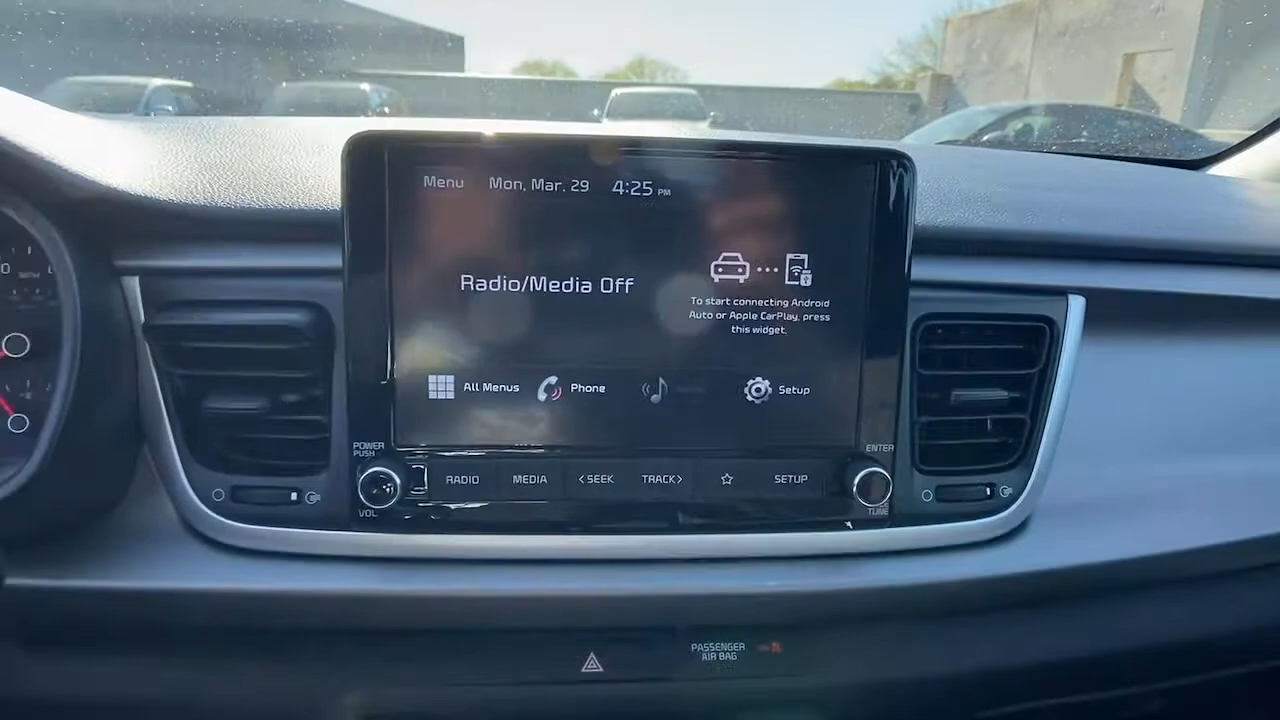 Menu Mon, Mar. 29 4:25 PM
Radio/Media Off
To start connecting Android
Auto or Apple CarPlay, press
this widget.
All Menus Phone Setup
POWER
PUSH
ENTER
RADIO MEDIA <SEEK TRACK> SETUP
VOL
TUNE
PASSENGER
AIR BAG